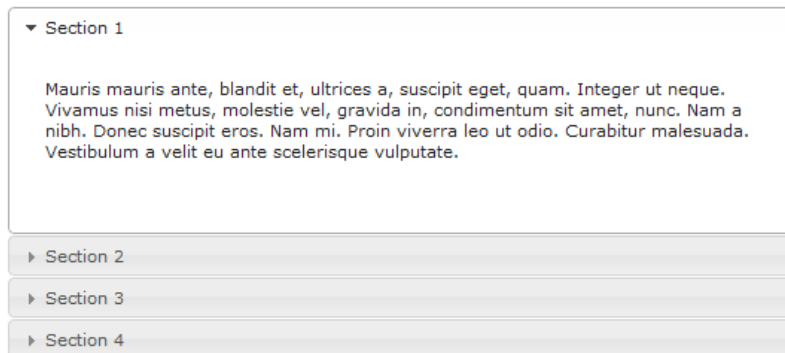 Section 1
Mauris mauris ante, blandit et, ultrices a, suscipit eget, quam. Integer ut neque.
Vivamus nisi metus, molestie vel, gravida in, condimentum sit amet, nunc. Nam a
nibh. Donec suscipit eros. Nam mi. Proin viverra leo ut odio. Curabitur malesuada.
Vestibulum a velit eu ante scelerisque vulputate.
Section 2
Section 3
Section 4